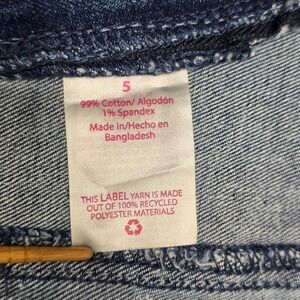 5
99% Cotton/ Algodón
1% Spandex
Made in/Hecho en
Bangladesh
THIS LABEL YARN IS MADE
OUT OF 100% RECYCLED
POLYESTER MATERIALS